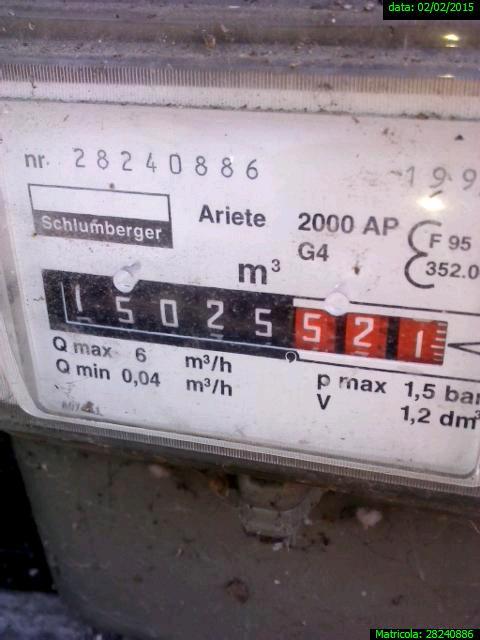 data: 02/02/2015
nr. 28240886
199
Schlumberger
Ariete 2000 AP
G4
F 95
352.0
m³
15025521
Q max 6 m³/h
Q min 0,04 m³/h
p max 1,5 bar
V 1,2 dm³
Matricola: 28240886